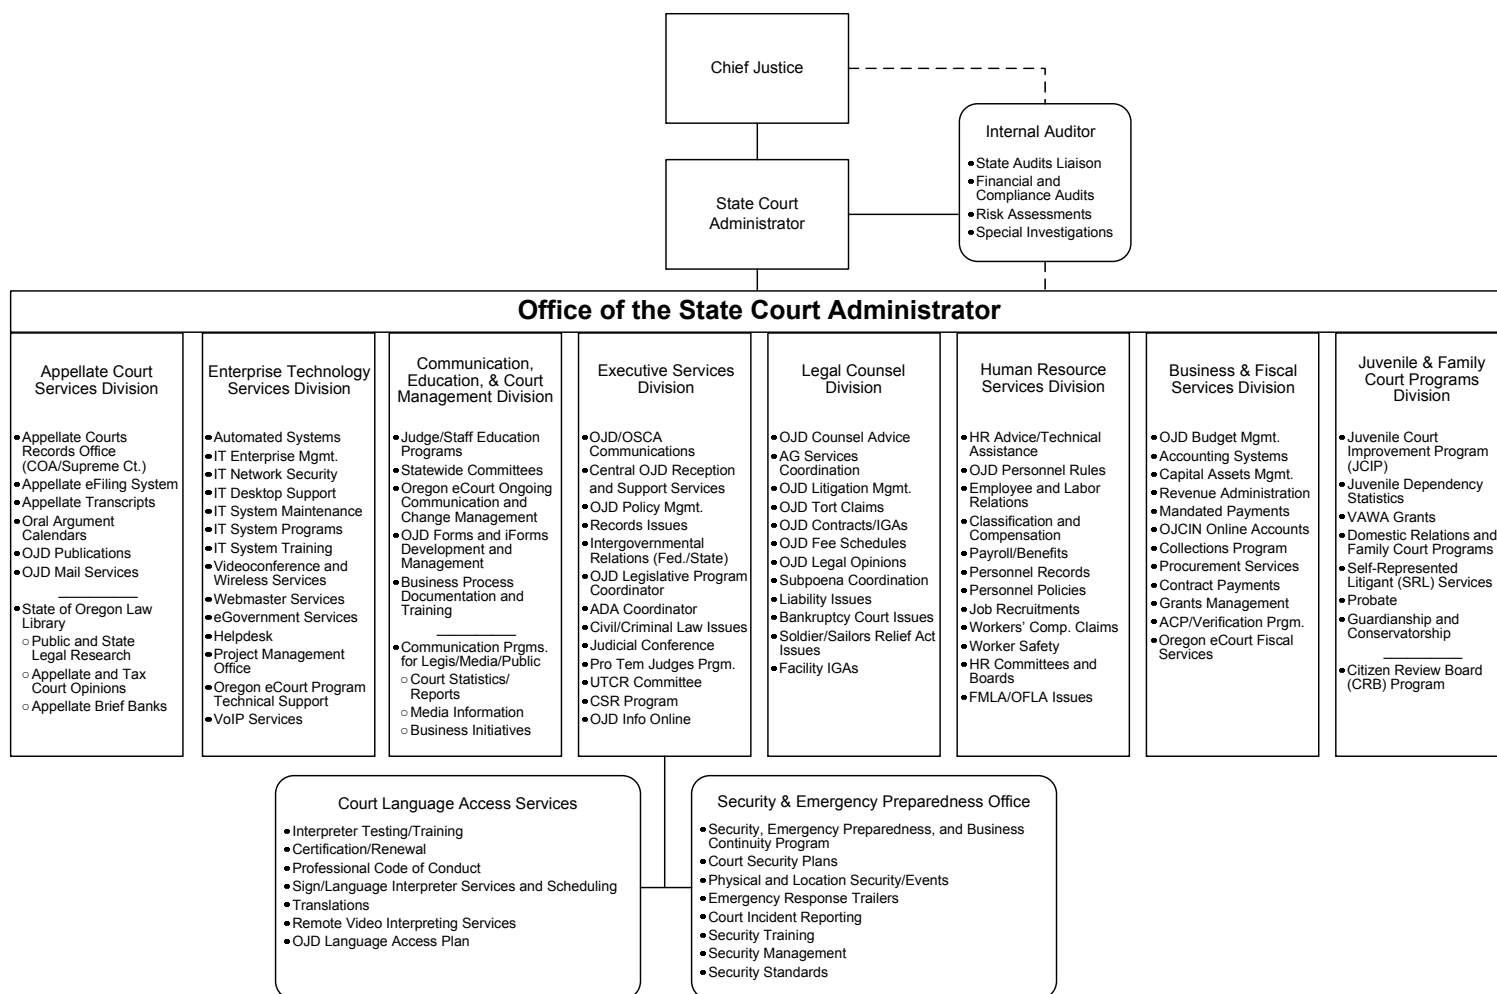 Chief Justice
Internal Auditor
•State Audits Liaison
•Financial and
Compliance Audits
•Risk Assessments
•Special Investigations
State Court
Administrator
Office of the State Court Administrator
Appellate Court
Services Division
•Appellate Courts
Records Office
(COA/Supreme Ct.)
•Appellate eFiling System
•Appellate Transcripts
•Oral Argument
Calendars
•OJD Publications
•OJD Mail Services
•State of Oregon Law
Library
○Public and State
Legal Research
○Appellate and Tax
Court Opinions
○Appellate Brief Banks
Enterprise Technology
Services Division
•Automated Systems
•IT Enterprise Mgmt.
•IT Network Security
•IT Desktop Support
•IT System Maintenance
•IT System Programs
•IT System Training
•Videoconference and
Wireless Services
•Webmaster Services
•eGovernment Services
•Helpdesk
•Project Management
Office
•Oregon eCourt Program
Technical Support
•VoIP Services
Communication,
Education, & Court
Management Division
•Judge/Staff Education
Programs
•Statewide Committees
•Oregon eCourt Ongoing
Communication and
Change Management
•OJD Forms and iForms
Development and
Management
•Business Process
Documentation and
Training
•Communication Prgms.
for Legis/Media/Public
○Court Statistics/
Reports
○Media Information
○Business Initiatives
Executive Services
Division
•OJD/OSCA
Communications
•Central OJD Reception
and Support Services
•OJD Policy Mgmt.
•Records Issues
•Intergovernmental
Relations (Fed./State)
•OJD Legislative Program
Coordinator
•ADA Coordinator
•Civil/Criminal Law Issues
•Judicial Conference
•Pro Tem Judges Prgm.
•UTCR Committee
•CSR Program
•OJD Info Online
Legal Counsel
Division
•OJD Counsel Advice
•AG Services
Coordination
•OJD Litigation Mgmt.
•OJD Tort Claims
•OJD Contracts/IGAs
•OJD Fee Schedules
•OJD Legal Opinions
•Subpoena Coordination
•Liability Issues
•Bankruptcy Court Issues
•Soldier/Sailors Relief Act
Issues
•Facility IGAs
Human Resource
Services Division
•HR Advice/Technical
Assistance
•OJD Personnel Rules
•Employee and Labor
Relations
•Classification and
Compensation
•Payroll/Benefits
•Personnel Records
•Personnel Policies
•Job Recruitments
•Workers’ Comp. Claims
•Worker Safety
•HR Committees and
Boards
•FMLA/OFLA Issues
Business & Fiscal
Services Division
•OJD Budget Mgmt.
•Accounting Systems
•Capital Assets Mgmt.
•Revenue Administration
•Mandated Payments
•OJCIN Online Accounts
•Collections Program
•Procurement Services
•Contract Payments
•Grants Management
•ACP/Verification Prgm.
•Oregon eCourt Fiscal
Services
Juvenile & Family
Court Programs
Division
•Juvenile Court
Improvement Program
(JCIP)
•Juvenile Dependency
Statistics
•VAWA Grants
•Domestic Relations and
Family Court Programs
•Self-Represented
Litigant (SRL) Services
•Probate
•Guardianship and
Conservatorship
•Citizen Review Board
(CRB) Program
Court Language Access Services
•Interpreter Testing/Training
•Certification/Renewal
•Professional Code of Conduct
•Sign/Language Interpreter Services and Scheduling
•Translations
•Remote Video Interpreting Services
•OJD Language Access Plan
Security & Emergency Preparedness Office
•Security, Emergency Preparedness, and Business
Continuity Program
•Court Security Plans
•Physical and Location Security/Events
•Emergency Response Trailers
•Court Incident Reporting
•Security Training
•Security Management
•Security Standards